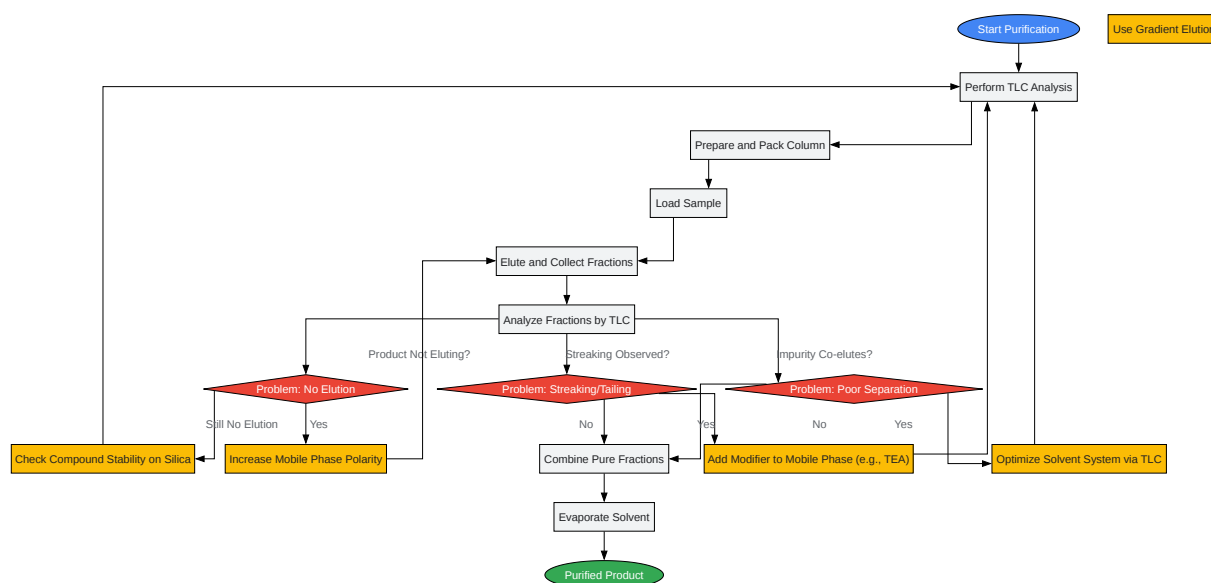 Start Purification
Use Gradient Elution
Perform TLC Analysis
Prepare and Pack Column
Load Sample
Elute and Collect Fractions
Analyze Fractions by TLC
Product Not Eluting?
Streaking Observed?
Impurity Co-elutes?
Problem: No Elution
Problem: Streaking/Tailing
Problem: Poor Separation
Still No Elution
Yes
No
Yes
No
Yes
Check Compound Stability on Silica
Increase Mobile Phase Polarity
Combine Pure Fractions
Add Modifier to Mobile Phase (e.g., TEA)
Optimize Solvent System via TLC
Evaporate Solvent
Purified Product